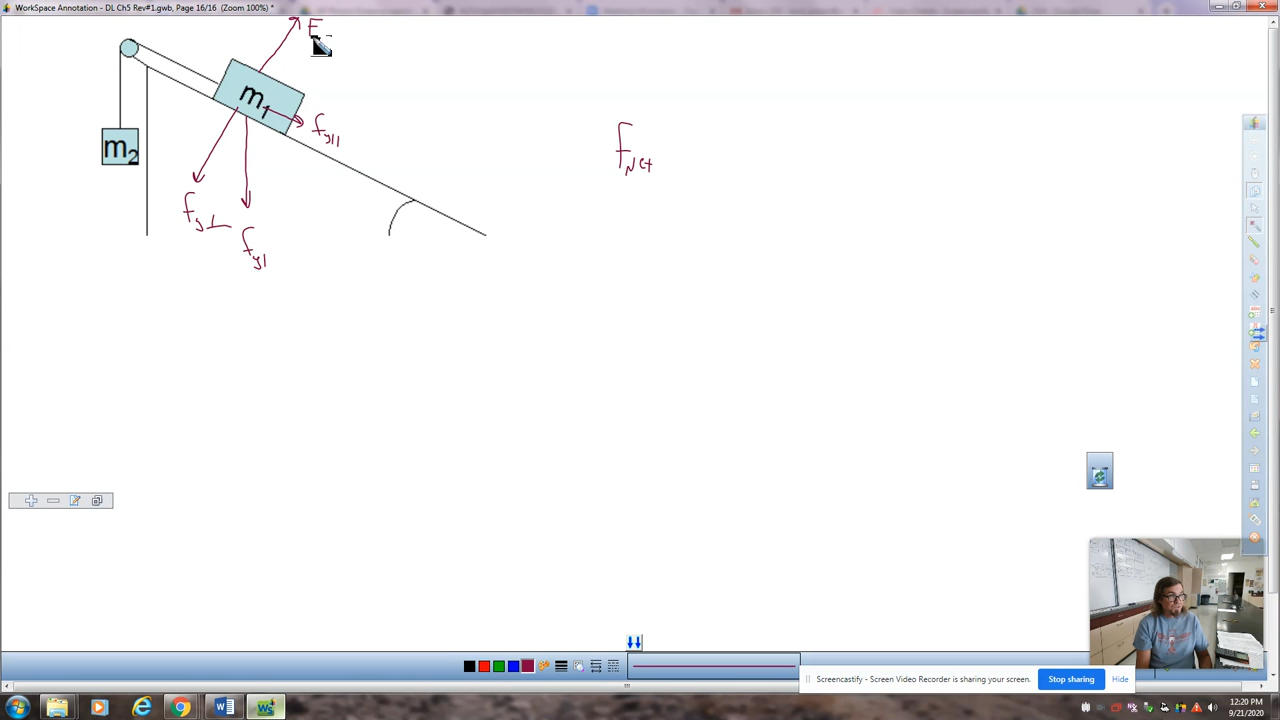 WorkSpace Annotation - DL Ch5 Rev#1.gwb, Page 16/16 (Zoom 100%) *
F
m1
fg||
m2
fNet
fg⊥
fg1
Screencastify - Screen Video Recorder is sharing your screen.
Stop sharing
Hide
12:20 PM
9/21/2020